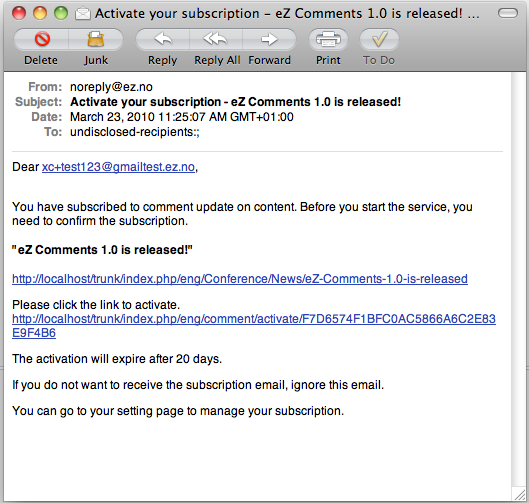 Activate your subscription – eZ Comments 1.0 is released! ...
Delete Junk Reply Reply All Forward Print To Do
From: noreply@ez.no
Subject: Activate your subscription - eZ Comments 1.0 is released!
Date: March 23, 2010 11:25:07 AM GMT+01:00
To: undisclosed-recipients:;
Dear xc+test123@gmailtest.ez.no,
You have subscribed to comment update on content. Before you start the service, you
need to confirm the subscription.
"eZ Comments 1.0 is released!"
http://localhost/trunk/index.php/eng/Conference/News/eZ-Comments-1.0-is-released
Please click the link to activate.
http://localhost/trunk/index.php/eng/comment/activate/F7D6574F1BFC0AC5866A6C2E83
E9F4B6
The activation will expire after 20 days.
If you do not want to receive the subscription email, ignore this email.
You can go to your setting page to manage your subscription.